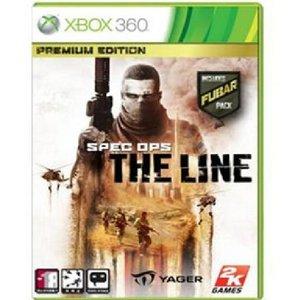 XBOX 360
PREMIUM EDITION
INCLUDES
FUBAR
PACK
SPEC OPS
THE LINE
YAGER
2K
GAMES